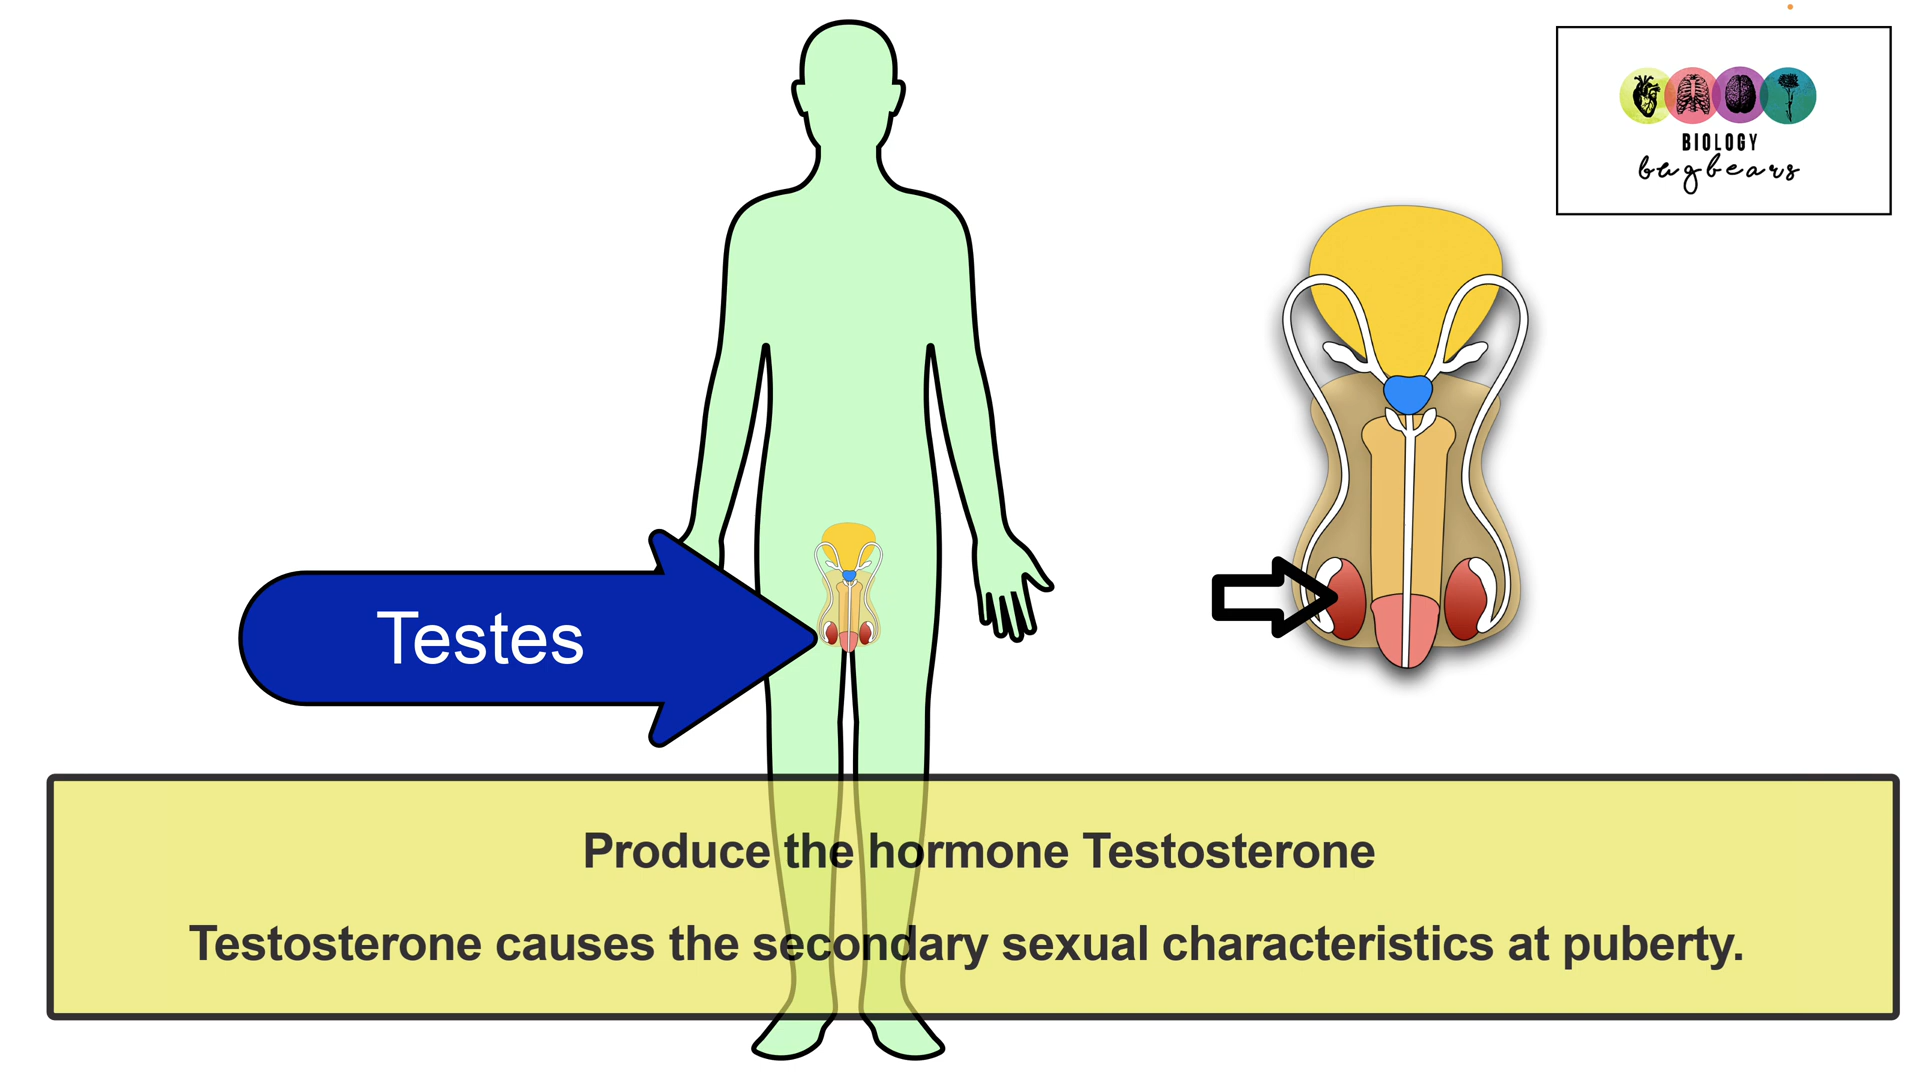 BIOLOGY
bugbears
Testes
Produce the hormone Testosterone
Testosterone causes the secondary sexual characteristics at puberty.